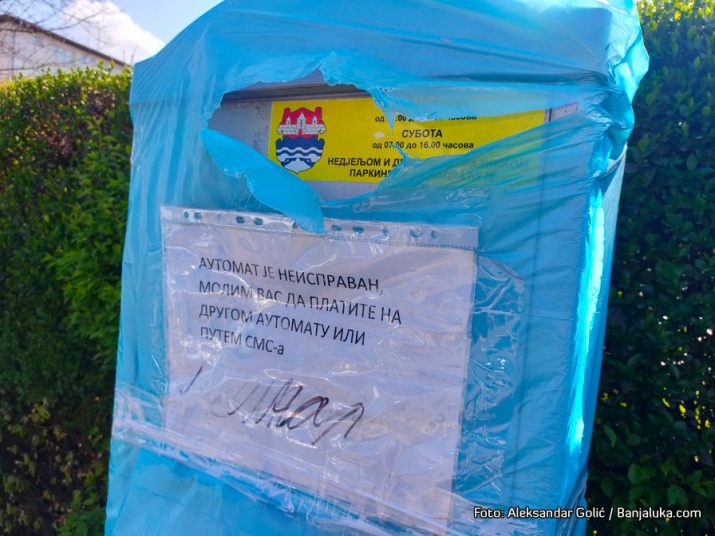 СУБОТА
од 07.00 до 16.00 часова
НЕДЈЕЉОМ И
АУТОМАТ ЈЕ НЕИСПРАВАН,
МОЛИМ ВАС ДА ПЛАТИТЕ НА
ДРУГОМ АУТОМАТУ ИЛИ
ПУТЕМ СМС-а
Foto: Aleksandar Golić / Banjaluka.com